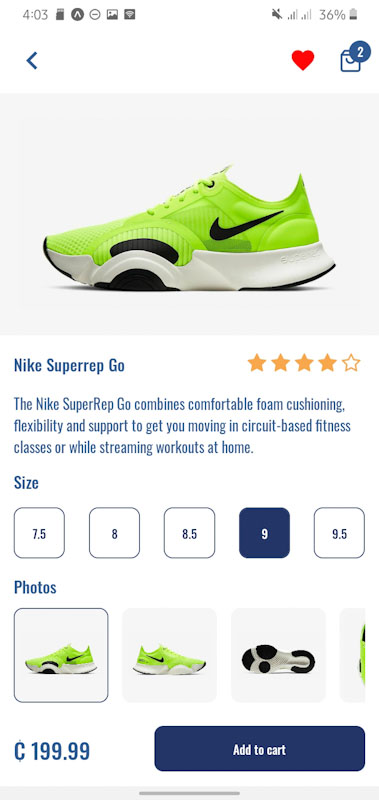 4:03
36%
2
Nike Superrep Go
The Nike SuperRep Go combines comfortable foam cushioning,
flexibility and support to get you moving in circuit-based fitness
classes or while streaming workouts at home.
Size
7.5 8 8.5 9 9.5
Photos
₵ 199.99
Add to cart